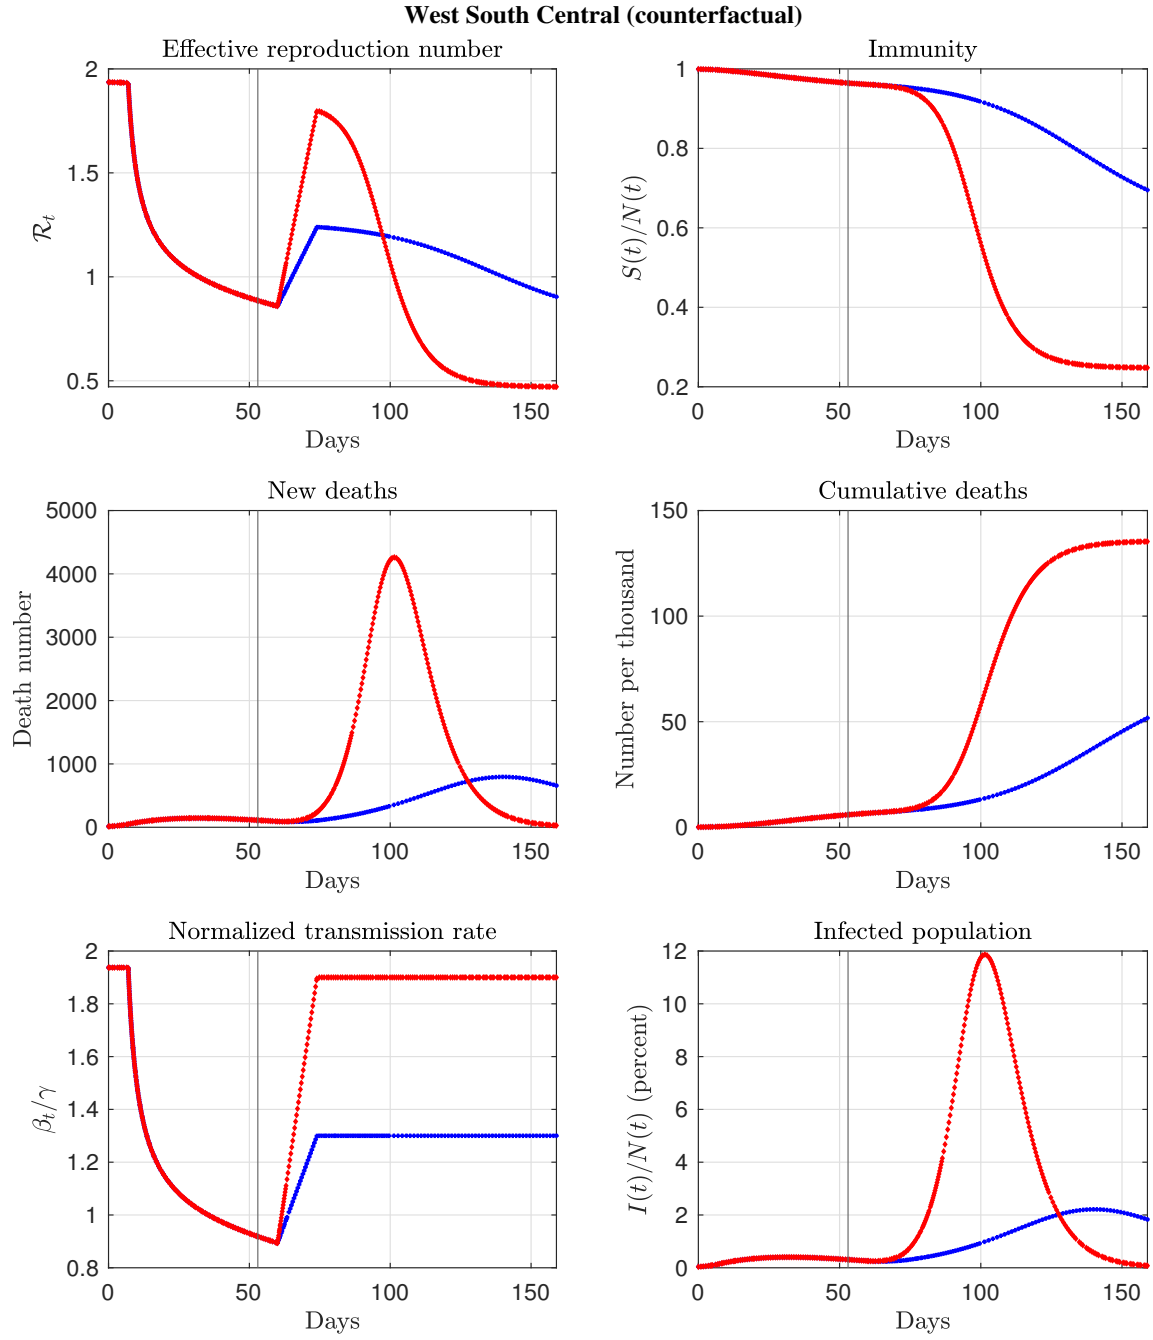 West South Central (counterfactual)
Effective reproduction number
2
1.5
1
0.5
ℛt
0 50 100 150
Days
Immunity
1
0.8
0.6
0.4
0.2
S(t)/N(t)
0 50 100 150
Days
New deaths
5000
4000
3000
2000
1000
0
Death number
0 50 100 150
Days
Cumulative deaths
150
100
50
0
Number per thousand
0 50 100 150
Days
Normalized transmission rate
2
1.8
1.6
1.4
1.2
1
0.8
βt/γ
0 50 100 150
Days
Infected population
12
10
8
6
4
2
0
I(t)/N(t) (percent)
0 50 100 150
Days